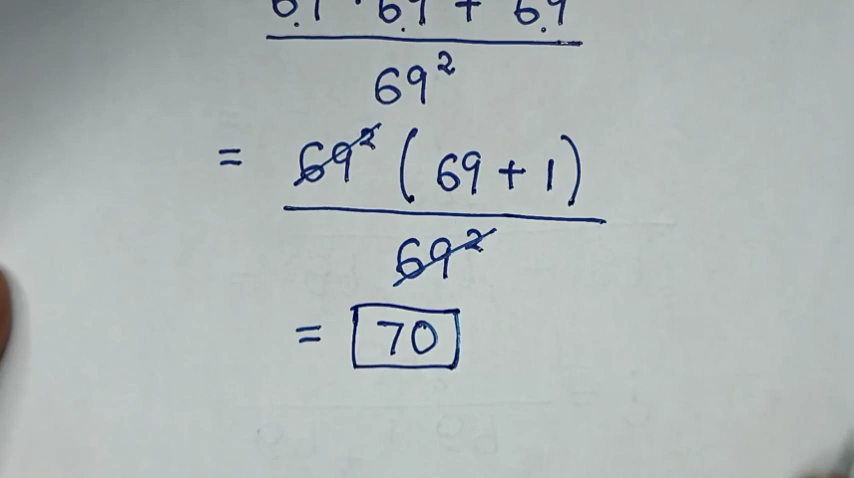 69²
= 69² ( 69 + 1 )
69²
= 70